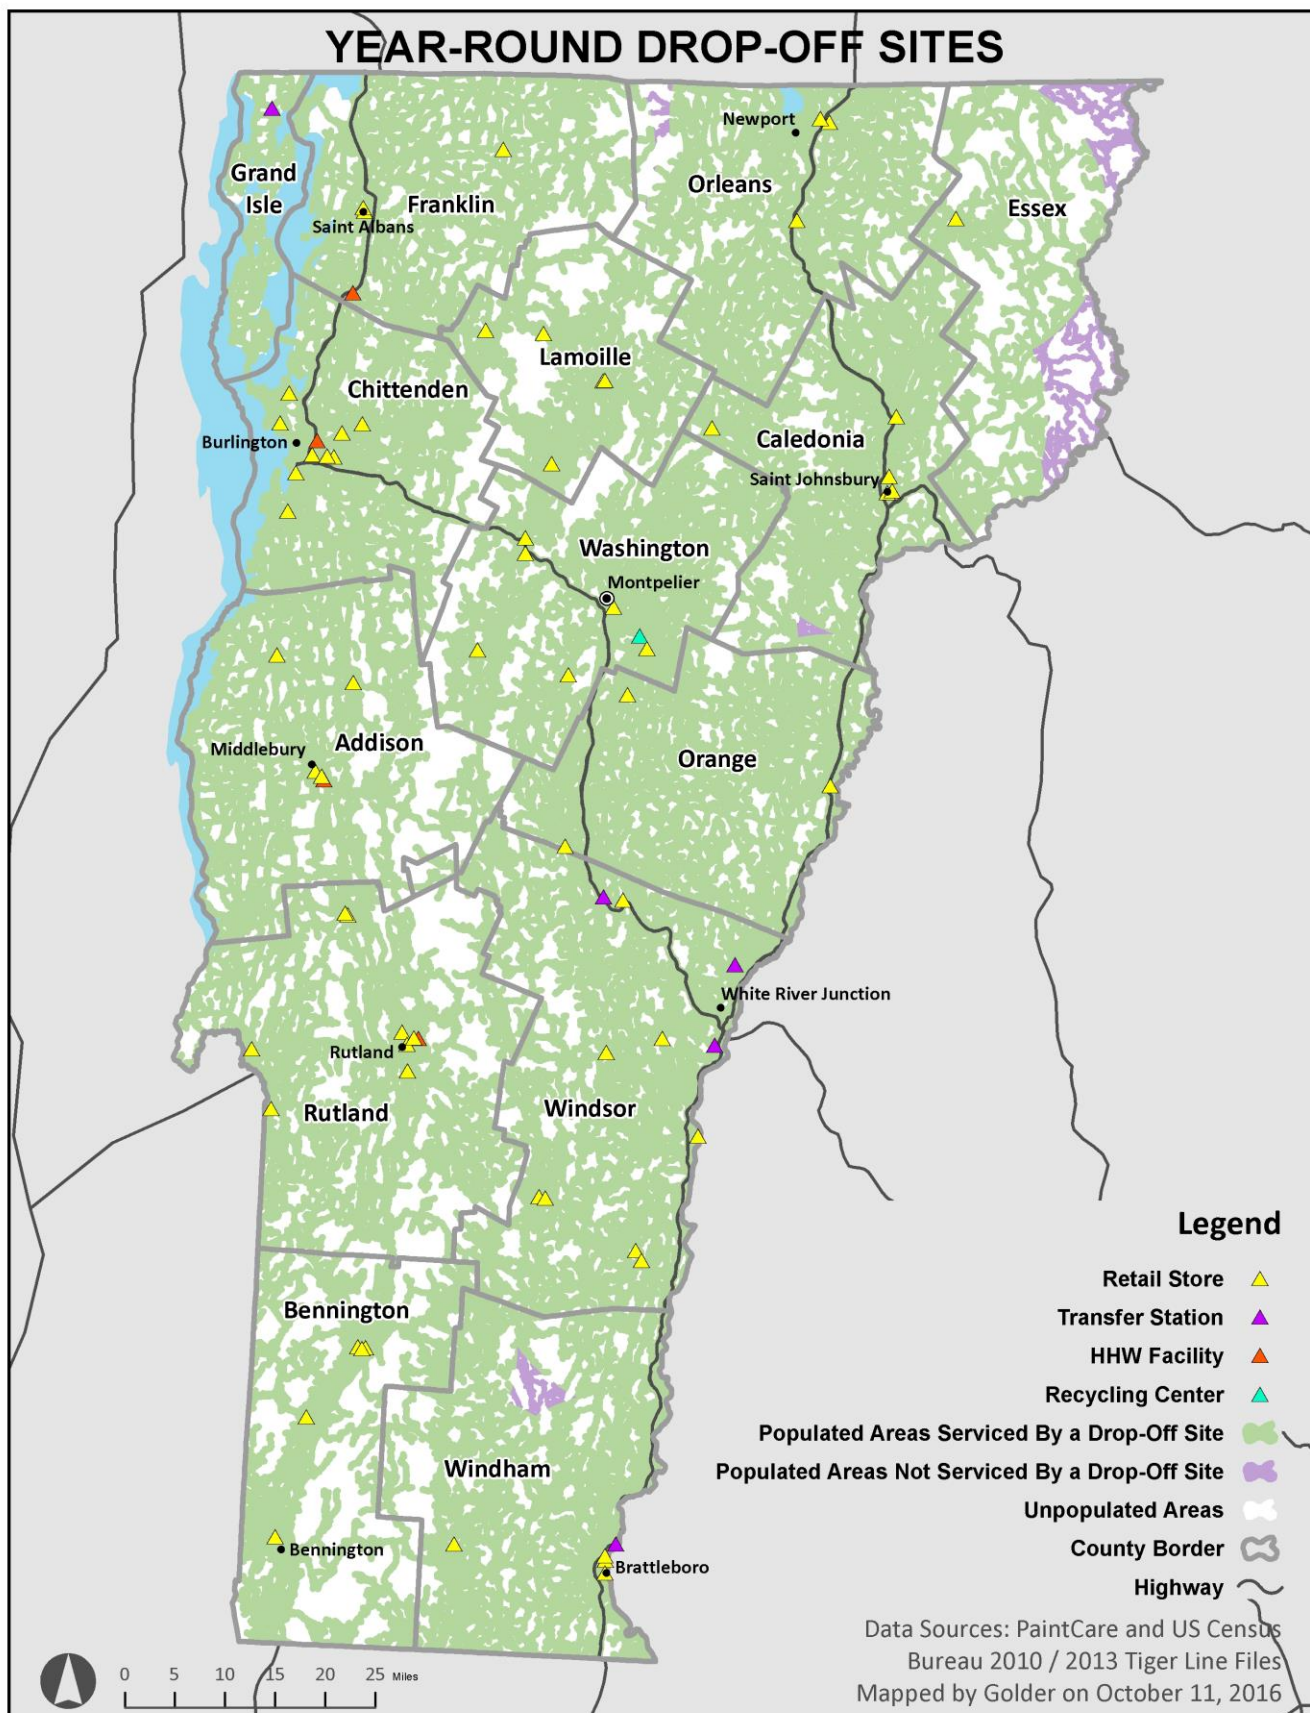 YEAR-ROUND DROP-OFF SITES
Newport
Grand
Isle
Franklin
Orleans
Essex
Saint Albans
Lamoille
Chittenden
Burlington
Caledonia
Saint Johnsbury
Washington
Montpelier
Middlebury
Addison
Orange
White River Junction
Rutland
Rutland
Windsor
Bennington
Windham
Bennington
Brattleboro
Legend
Retail Store
Transfer Station
HHW Facility
Recycling Center
Populated Areas Serviced By a Drop-Off Site
Populated Areas Not Serviced By a Drop-Off Site
Unpopulated Areas
County Border
Highway
Data Sources: PaintCare and US Census
Bureau 2010 / 2013 Tiger Line Files
Mapped by Golder on October 11, 2016
0 5 10 15 20 25 Miles